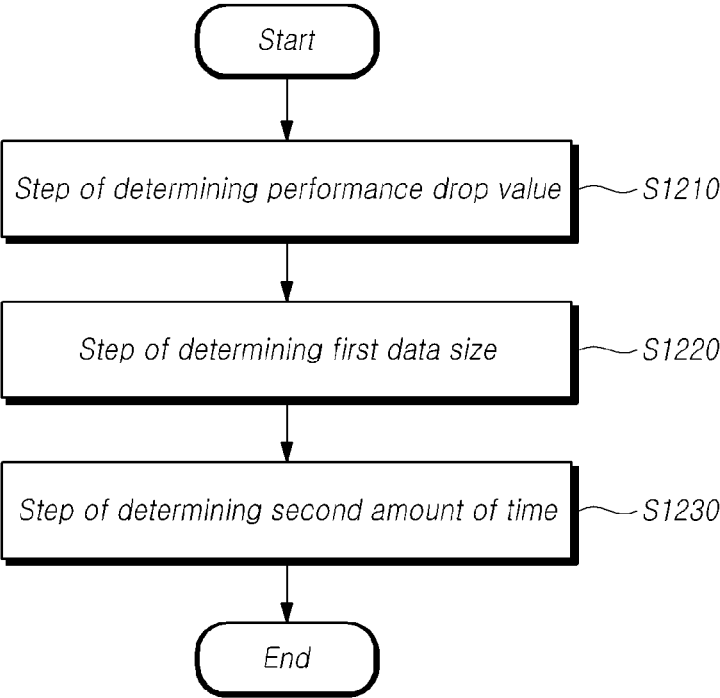 Start
Step of determining performance drop value
S1210
Step of determining first data size
S1220
Step of determining second amount of time
S1230
End